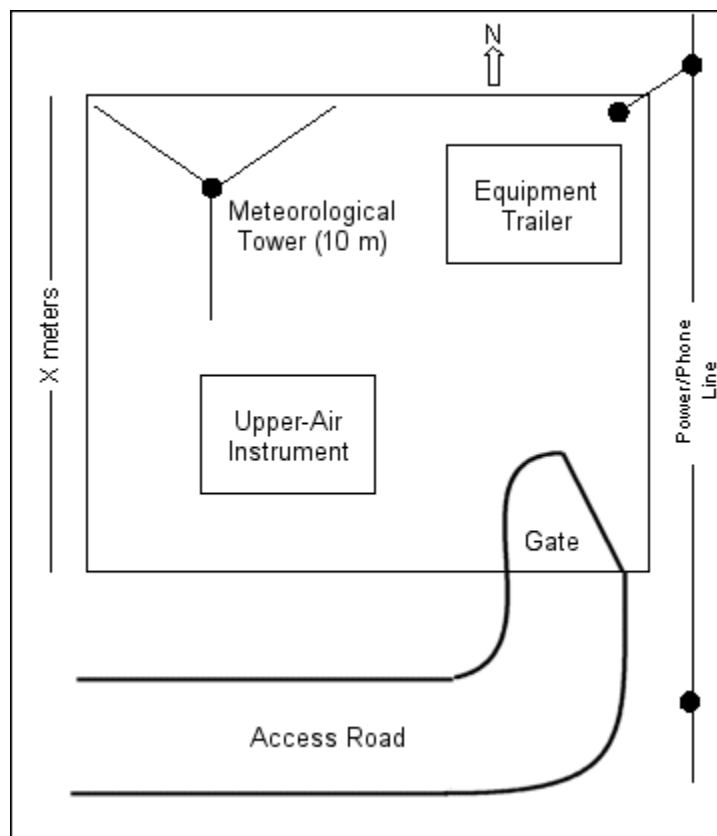 N
Meteorological
Tower (10 m)
Equipment
Trailer
X meters
Power/Phone
Line
Upper-Air
Instrument
Gate
Access Road